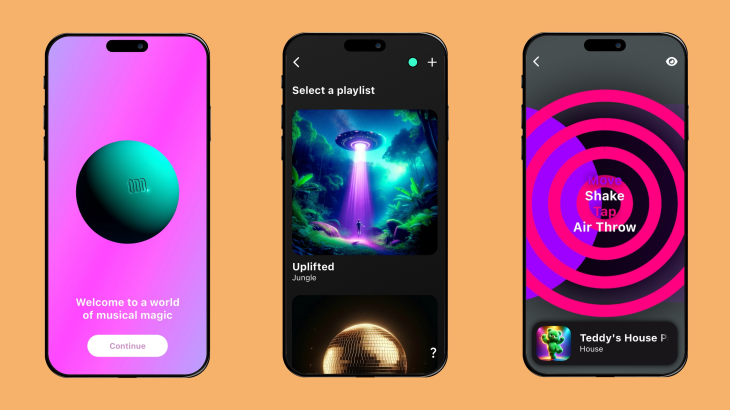 Welcome to a world
of musical magic
Continue
Select a playlist
Uplifted
Jungle
?
Move
Shake
Tap
Air Throw
Teddy's House P
House